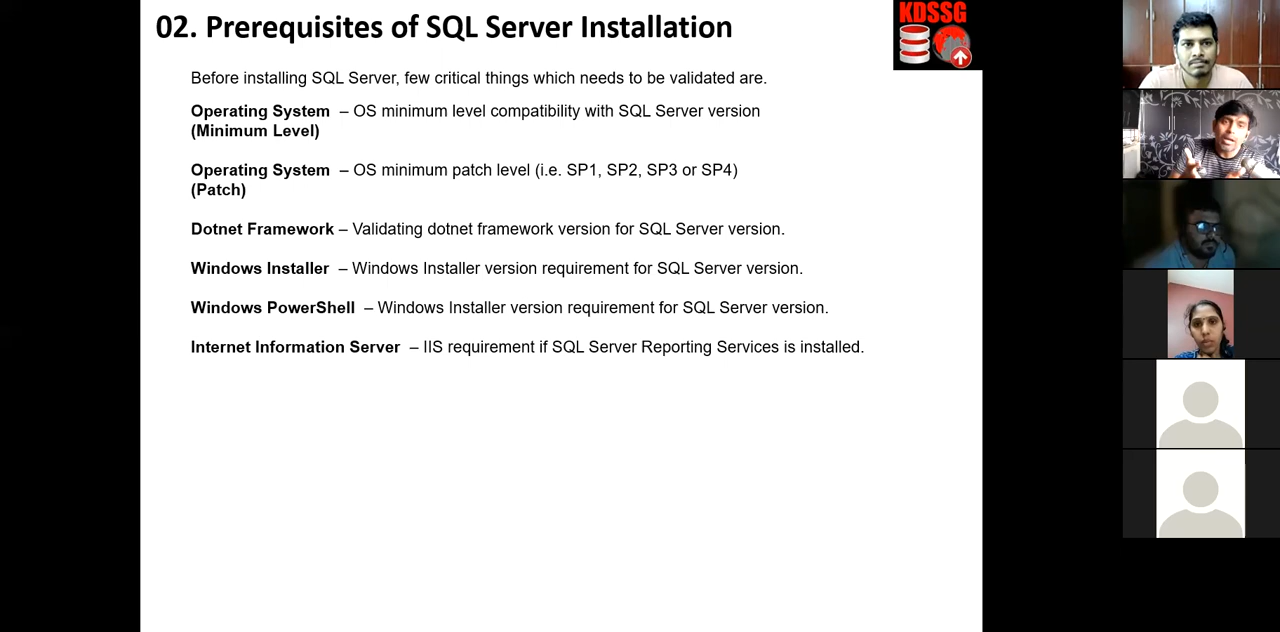 02. Prerequisites of SQL Server Installation
KDSSG
Before installing SQL Server, few critical things which needs to be validated are.
Operating System – OS minimum level compatibility with SQL Server version
(Minimum Level)
Operating System – OS minimum patch level (i.e. SP1, SP2, SP3 or SP4)
(Patch)
Dotnet Framework – Validating dotnet framework version for SQL Server version.
Windows Installer – Windows Installer version requirement for SQL Server version.
Windows PowerShell – Windows Installer version requirement for SQL Server version.
Internet Information Server – IIS requirement if SQL Server Reporting Services is installed.